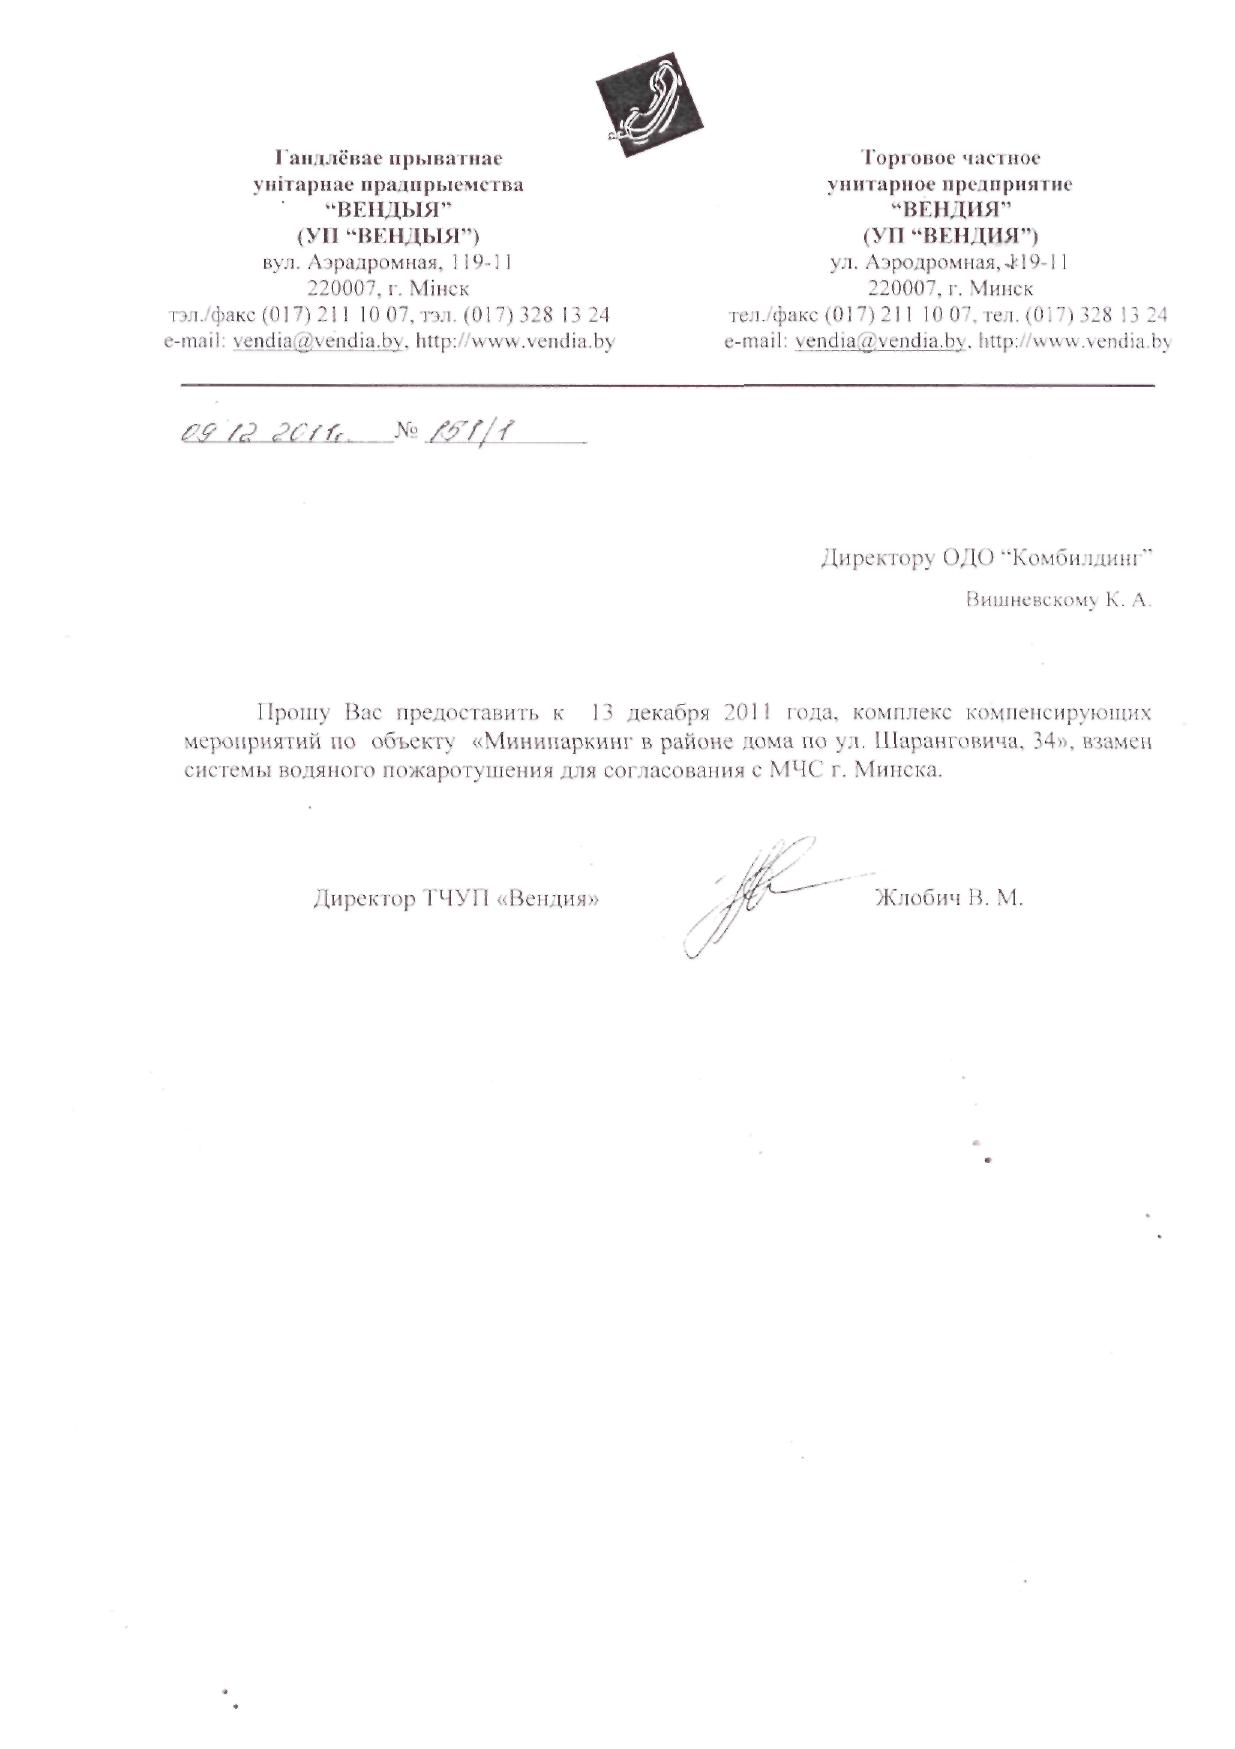 Гандлёвае прыватнае
унітарнае прадпрыемства
“ВЕНДЫЯ”
(УП “ВЕНДЫЯ”)
вул. Аэрадромная, 119-11
220007, г. Мінск
тэл./факс (017) 211 10 07, тэл. (017) 328 13 24
e-mail: vendia@vendia.by, http://www.vendia.by
Торговое частное
унитарное предприятие
“ВЕНДИЯ”
(УП “ВЕНДИЯ”)
ул. Аэродромная, 119-11
220007, г. Минск
тел./факс (017) 211 10 07, тел. (017) 328 13 24
e-mail: vendia@vendia.by, http://www.vendia.by
09 12 2011г. № 151/1
Директору ОДО “Комбилдинг”
Вишневскому К. А.
Прошу Вас предоставить к 13 декабря 2011 года, комплекс компенсирующих
мероприятий по объекту «Минипаркинг в районе дома по ул. Шаранговича, 34», взамен
системы водяного пожаротушения для согласования с МЧС г. Минска.
Директор ТЧУП «Вендия» Жлобич В. М.